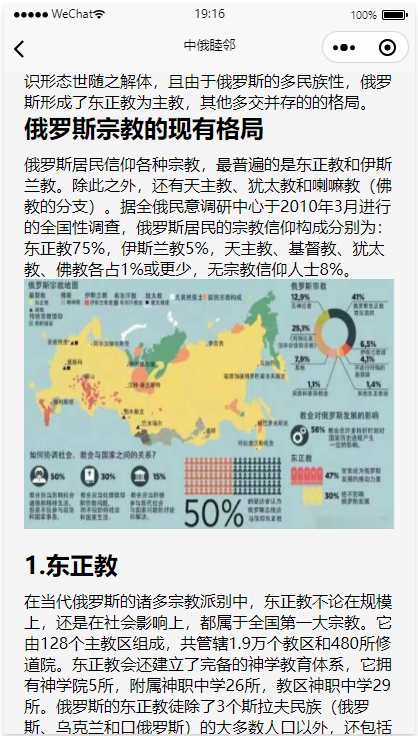 WeChat
19:16
100%
中俄睦邻
识形态世随之解体，且由于俄罗斯的多民族性，俄
罗斯形成了东正教为主教，其他多交并存的的格局。
俄罗斯宗教的现有格局
俄罗斯居民信仰各种宗教，最普遍的是东正教和伊斯
兰教。除此之外，还有天主教、犹太教和喇嘛教（佛
教的分支）。据全俄民意调研中心于2010年3月进行
的全国性调查，俄罗斯居民的宗教信仰构成分别为：
东正教75%，伊斯兰教5%，天主教、基督教、犹太
教、佛教各占1%或更少，无宗教信仰人士8%。
俄罗斯宗教地图
基督教 佛教 伊斯兰教 布尔汗教 犹太教
俄罗斯宗教
12,9%
41%
25,1%
6,5%
7,9%
4,1%
1,1%
1,4%
教会对俄罗斯发展的影响
56%
如何协调社会、教会与国家之间的关系？
50%
30%
15%
50%
东正教
47%
30%
1.东正教
在当代俄罗斯的诸多宗教派别中，东正教不论在规模
上，还是在社会影响上，都属于全国第一大宗教。它
由128个主教区组成，共管辖1.9万个教区和480所修
道院。东正教会还建立了完备的神学教育体系，它拥
有神学院5所，附属神职中学26所，教区神职中学29
所。俄罗斯的东正教徒除了3个斯拉夫民族（俄罗
斯、乌克兰和口俄罗斯）的大多数人口以外，还包括